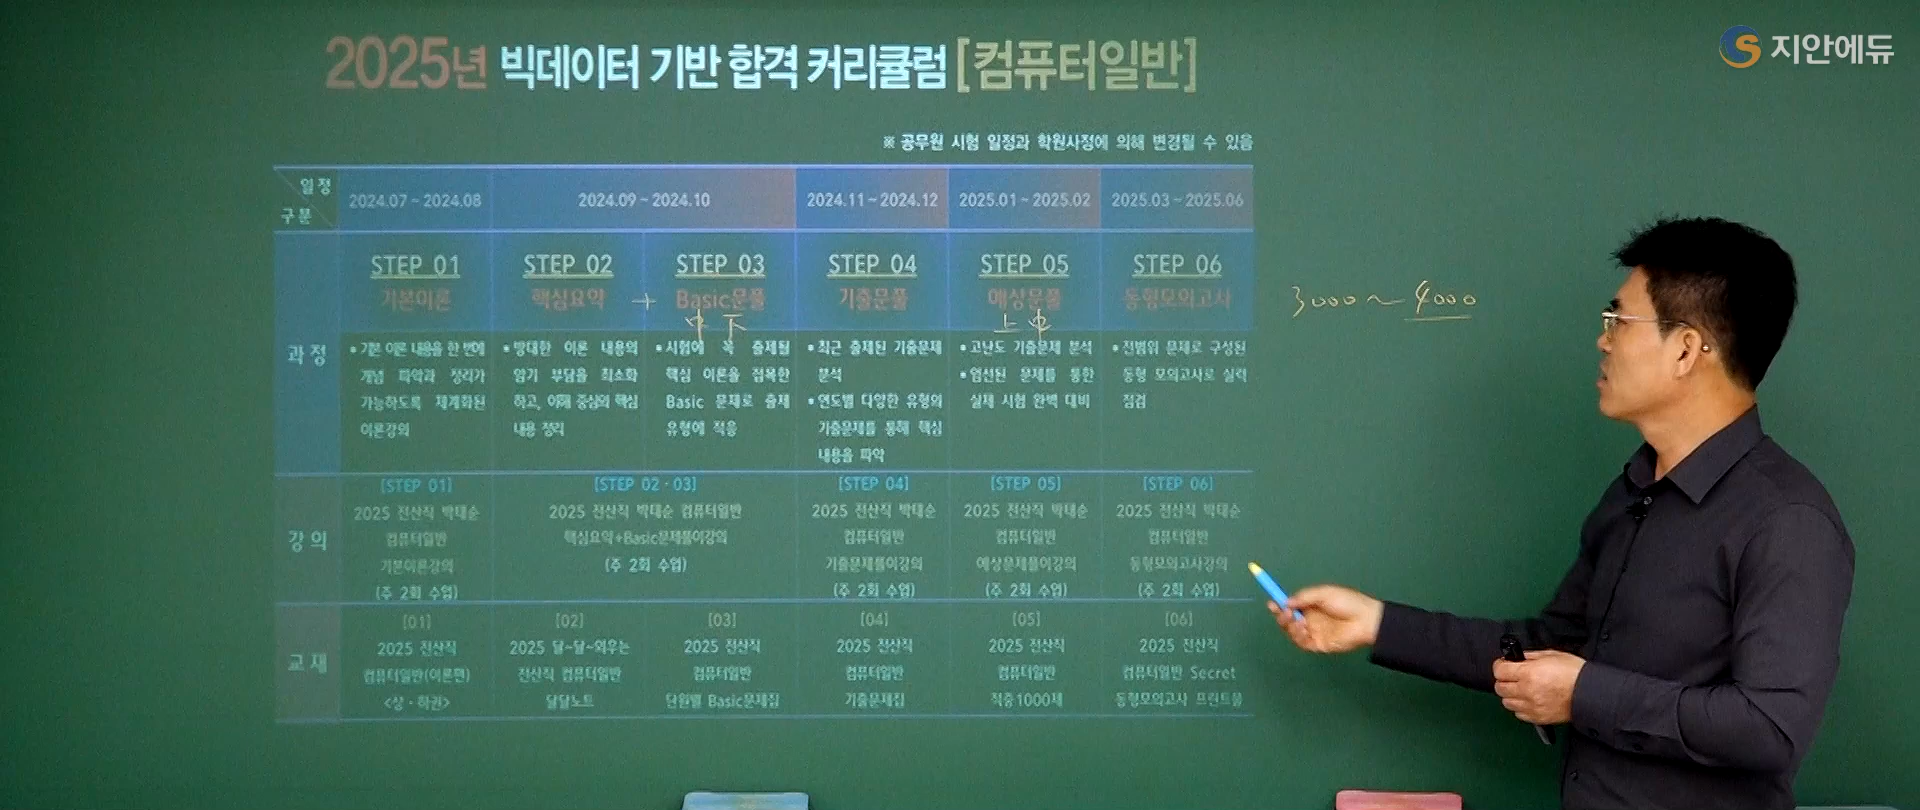 지안에듀
2025년 빅데이터 기반 합격 커리큘럼 [컴퓨터일반]
※ 공무원 시험 일정과 학원사정에 의해 변경될 수 있음
일정
구분
2024.07 ~ 2024.08
2024.09 ~ 2024.10
2024.11 ~ 2024.12
2025.01 ~ 2025.02
2025.03 ~ 2025.06
과정
STEP 01
기본이론
• 기본 이론 내용을 한 번에
개념 파악과 정리가
가능하도록 체계화된
이론강의
STEP 02
핵심요약
• 방대한 이론 내용의
암기 부담을 최소화
하고, 이해 중심의 핵심
내용 정리
+
STEP 03
Basic문풀
中 下
• 시험에 꼭 출제될
핵심 이론을 접목한
Basic 문제로 출제
유형에 적응
STEP 04
기출문풀
• 최근 출제된 기출문제
분석
• 연도별 다양한 유형의
기출문제를 통해 핵심
내용을 파악
STEP 05
예상문풀
上 中
• 고난도 기출문제 분석
• 엄선된 문제를 통한
실제 시험 완벽 대비
STEP 06
동형모의고사
• 전범위 문제로 구성된
동형 모의고사로 실력
점검
3000 ~ 4000
강의
[STEP 01]
2025 전산직 박태순
컴퓨터일반
기본이론강의
(주 2회 수업)
[STEP 02 · 03]
2025 전산직 박태순 컴퓨터일반
핵심요약+Basic문제풀이강의
(주 2회 수업)
[STEP 04]
2025 전산직 박태순
컴퓨터일반
기출문제풀이강의
(주 2회 수업)
[STEP 05]
2025 전산직 박태순
컴퓨터일반
예상문제풀이강의
(주 2회 수업)
[STEP 06]
2025 전산직 박태순
컴퓨터일반
동형모의고사강의
(주 2회 수업)
교재
[01]
2025 전산직
컴퓨터일반(이론편)
<상 · 하권>
[02]
2025 달~달~외우는
전산직 컴퓨터일반
달달노트
[03]
2025 전산직
컴퓨터일반
단원별 Basic문제집
[04]
2025 전산직
컴퓨터일반
기출문제집
[05]
2025 전산직
컴퓨터일반
적중1000제
[06]
2025 전산직
컴퓨터일반 Secret
동형모의고사 프린트물